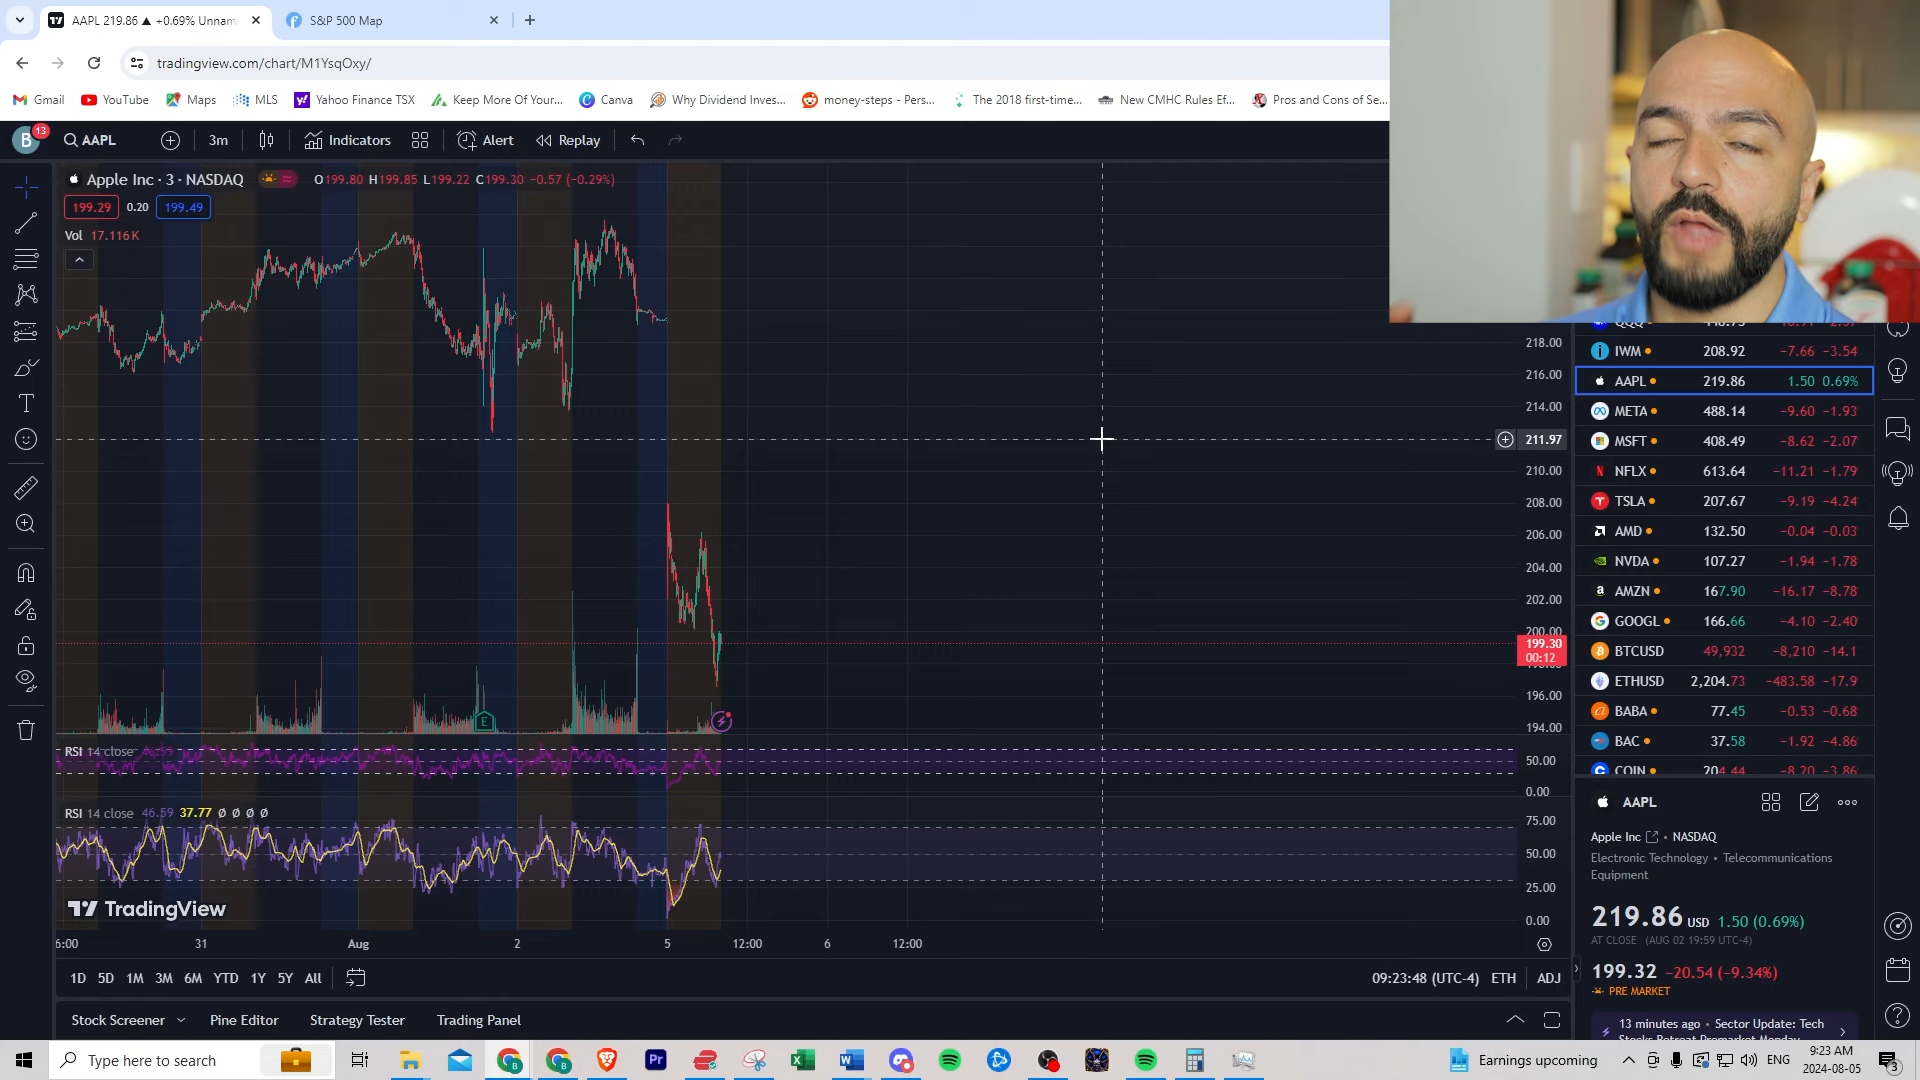 AAPL 219.86 ▲ +0.69% Unnam
S&P 500 Map
tradingview.com/chart/M1YsqOxy/
Gmail YouTube Maps MLS Yahoo Finance TSX Keep More Of Your... Canva Why Dividend Inves... money-steps - Pers... The 2018 first-time... New CMHC Rules Ef... Pros and Cons of Se...
B 13 AAPL 3m Indicators Alert Replay
Apple Inc · 3 · NASDAQ O199.80 H199.85 L199.22 C199.30 −0.57 (−0.29%)
199.29 0.20 199.49
Vol 17.116K
218.00
216.00
214.00
211.97
210.00
208.00
206.00
204.00
202.00
200.00
199.30
00:12
196.00
194.00
E
RSI 14 close
50.00
0.00
RSI 14 close 46.59 37.77 Ø Ø Ø Ø
75.00
50.00
25.00
0.00
TradingView
6:00 31 Aug 2 5 12:00 6 12:00
1D 5D 1M 3M 6M YTD 1Y 5Y All 09:23:48 (UTC-4) ETH ADJ
Stock Screener Pine Editor Strategy Tester Trading Panel
IWM 208.92 −7.66 −3.54
AAPL 219.86 1.50 0.69%
META 488.14 −9.60 −1.93
MSFT 408.49 −8.62 −2.07
NFLX 613.64 −11.21 −1.79
TSLA 207.67 −9.19 −4.24
AMD 132.50 −0.04 −0.03
NVDA 107.27 −1.94 −1.78
AMZN 167.90 −16.17 −8.78
GOOGL 166.66 −4.10 −2.40
BTCUSD 49,932 −8,210 −14.1
ETHUSD 2,204.73 −483.58 −17.9
BABA 77.45 −0.53 −0.68
BAC 37.58 −1.92 −4.86
COIN 204.44 −8.20 −3.86
AAPL
Apple Inc • NASDAQ
Electronic Technology • Telecommunications
Equipment
219.86 USD 1.50 (0.69%)
AT CLOSE (AUG 02 19:59 UTC-4)
199.32 −20.54 (−9.34%)
PRE MARKET
13 minutes ago • Sector Update: Tech
Stocks Retreat Premarket Monday
Type here to search
Earnings upcoming
ENG
9:23 AM
2024-08-05
3